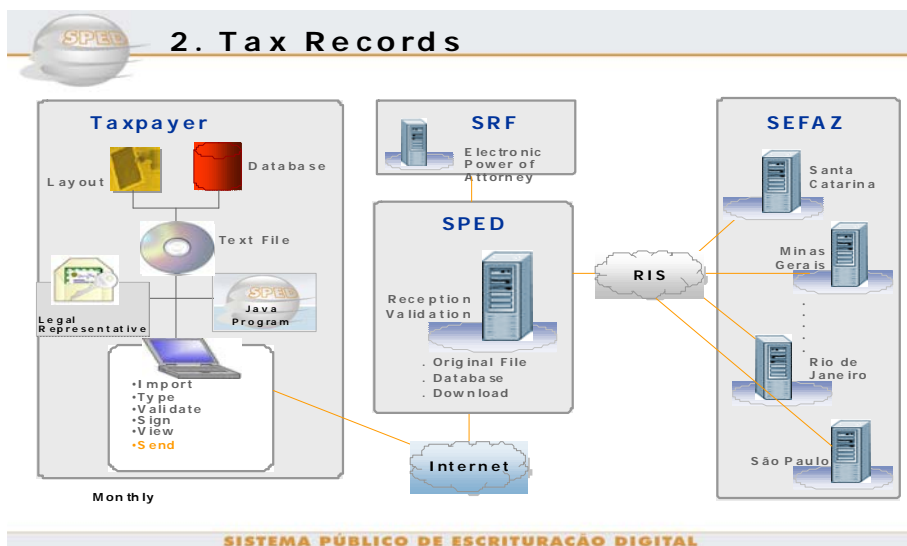 SPED
2. Tax Records
Taxpayer
Layout
Database
Text File
Legal
Representative
SPED
Java
Program
•Import
•Type
•Validate
•Sign
•View
•Send
Monthly
SRF
Electronic
Power of
Attorney
SPED
Reception
Validation
. Original File
. Database
. Download
Internet
RIS
SEFAZ
Santa
Catarina
Minas
Gerais
.
.
.
.
.
Rio de
Janeiro
São Paulo
SISTEMA PÚBLICO DE ESCRITURAÇÃO DIGITAL